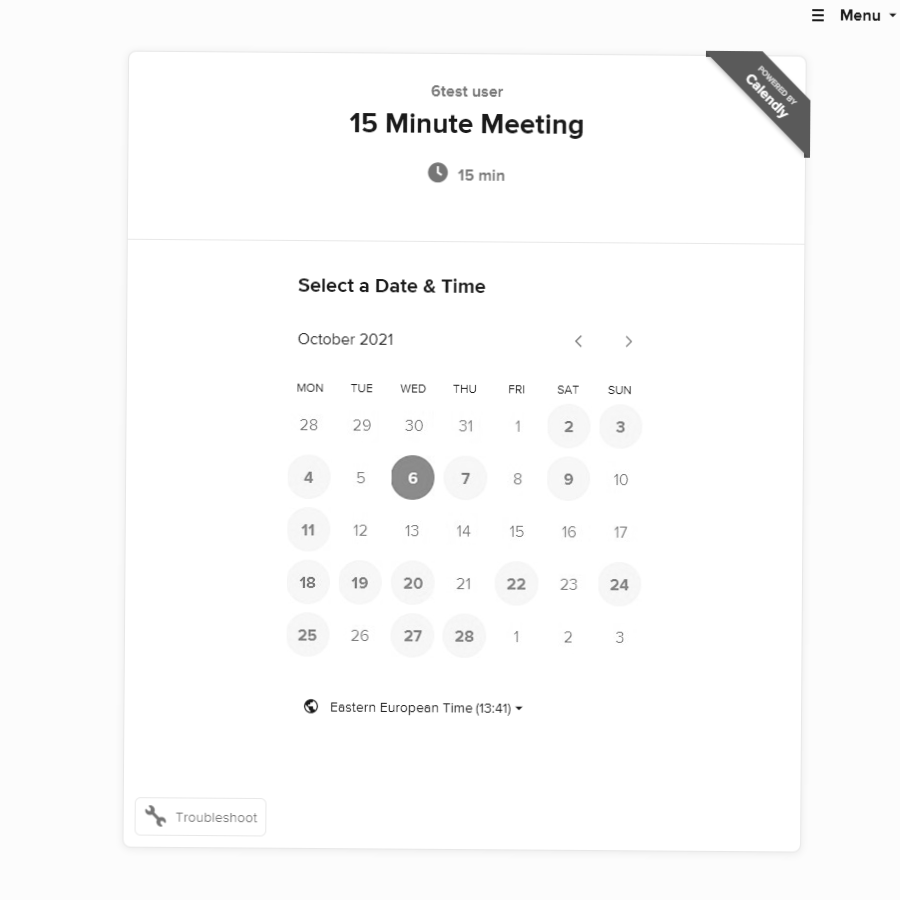 Menu
POWERED BY
Calendly
6test user
15 Minute Meeting
15 min
Select a Date & Time
October 2021
MON TUE WED THU FRI SAT SUN
28 29 30 31 1 2 3
4 5 6 7 8 9 10
11 12 13 14 15 16 17
18 19 20 21 22 23 24
25 26 27 28 1 2 3
Eastern European Time (13:41)
Troubleshoot